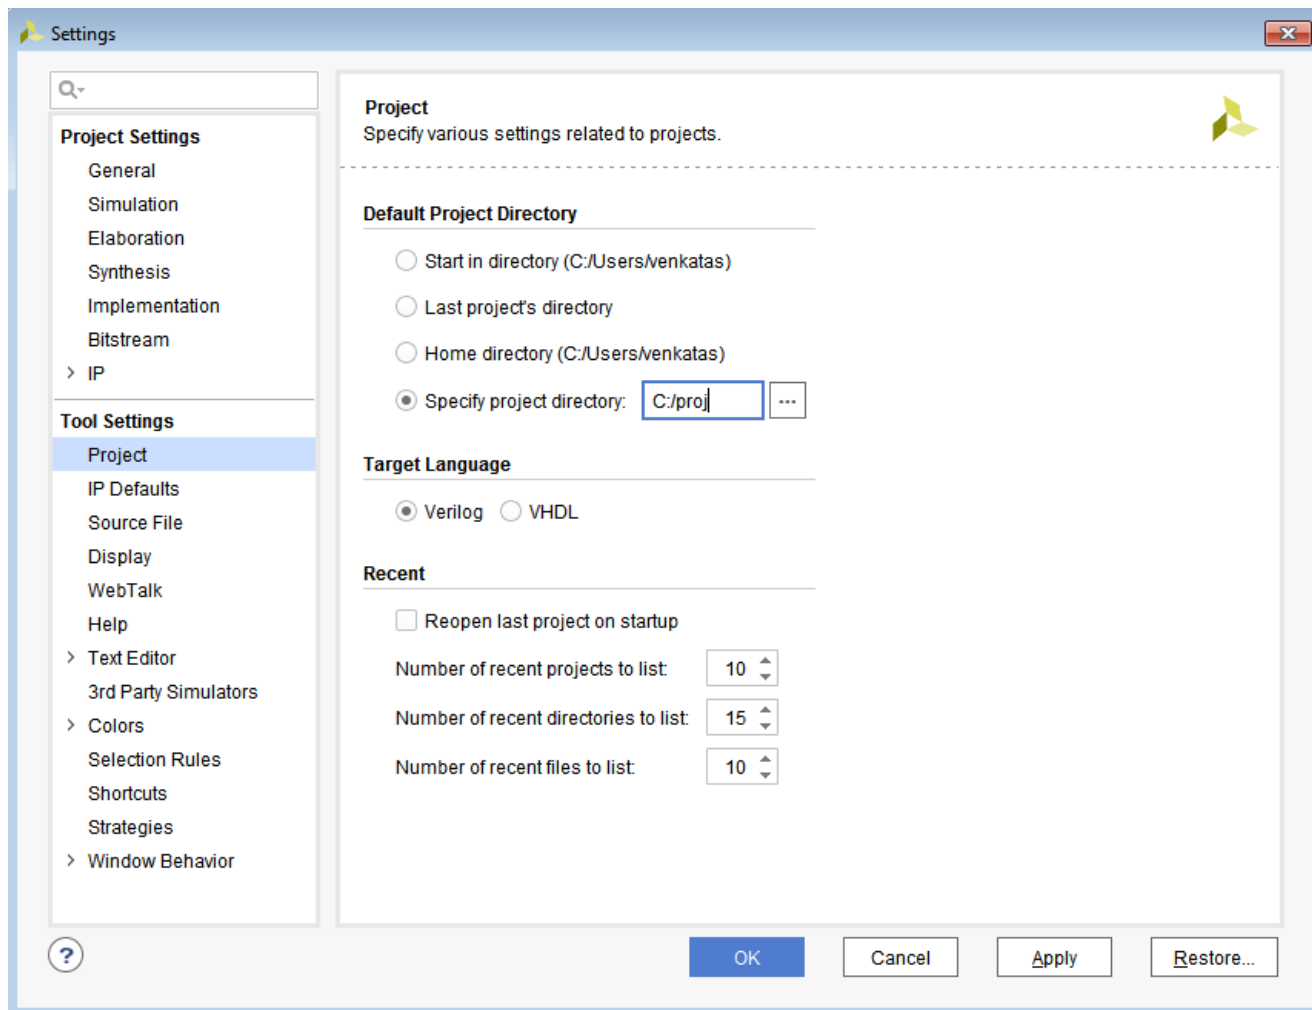 Settings
Project Settings
General
Simulation
Elaboration
Synthesis
Implementation
Bitstream
> IP
Tool Settings
Project
IP Defaults
Source File
Display
WebTalk
Help
> Text Editor
3rd Party Simulators
> Colors
Selection Rules
Shortcuts
Strategies
> Window Behavior
Project
Specify various settings related to projects.
Default Project Directory
Start in directory (C:/Users/venkatas)
Last project's directory
Home directory (C:/Users/venkatas)
Specify project directory: C:/proj ...
Target Language
Verilog VHDL
Recent
Reopen last project on startup
Number of recent projects to list: 10
Number of recent directories to list: 15
Number of recent files to list: 10
? OK Cancel Apply Restore...